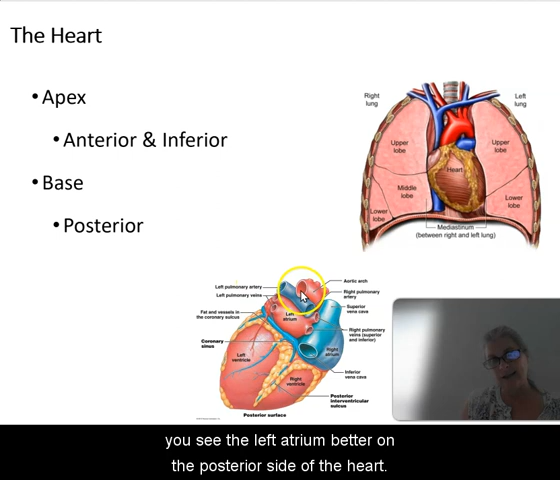 The Heart
• Apex
• Anterior & Inferior
• Base
• Posterior
Right
lung
Left
lung
Upper
lobe
Upper
lobe
Heart
Middle
lobe
Lower
lobe
Lower
lobe
Mediastinum
(between right and left lung)
Left pulmonary artery
Left pulmonary veins
Fat and vessels in
the coronary sulcus
Coronary
sinus
Left
ventricle
Left
atrium
Right
atrium
Right
ventricle
Aortic arch
Right pulmonary
artery
Superior
vena cava
Right pulmonary
veins (superior
and inferior)
Inferior
vena cava
Posterior
interventricular
sulcus
Posterior surface
you see the left atrium better on
the posterior side of the heart.